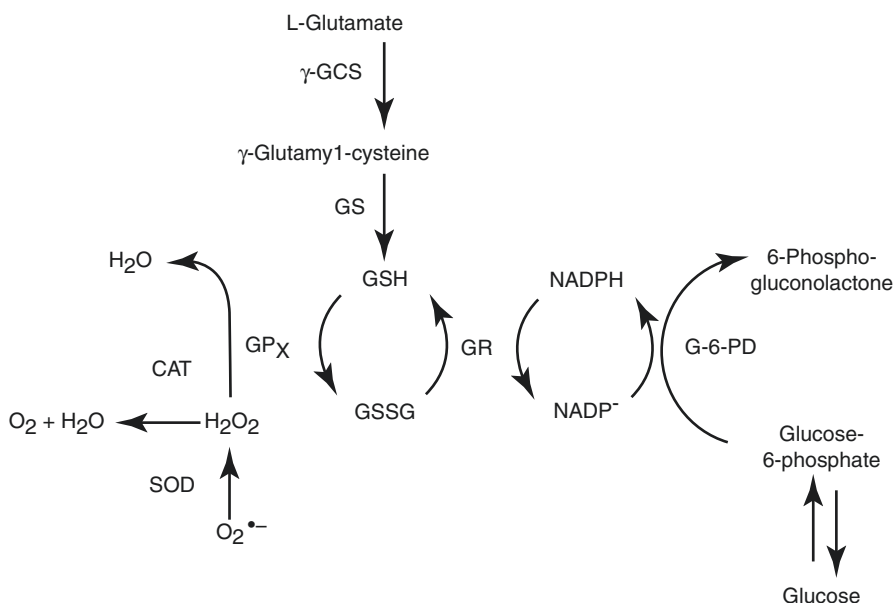 L-Glutamate
γ-GCS
γ-Glutamy1-cysteine
GS
H₂O
GSH
NADPH
6-Phospho-
gluconolactone
GPX
GR
G-6-PD
CAT
O₂ + H₂O
H₂O₂
GSSG
NADP⁻
Glucose-
6-phosphate
SOD
O₂•–
Glucose